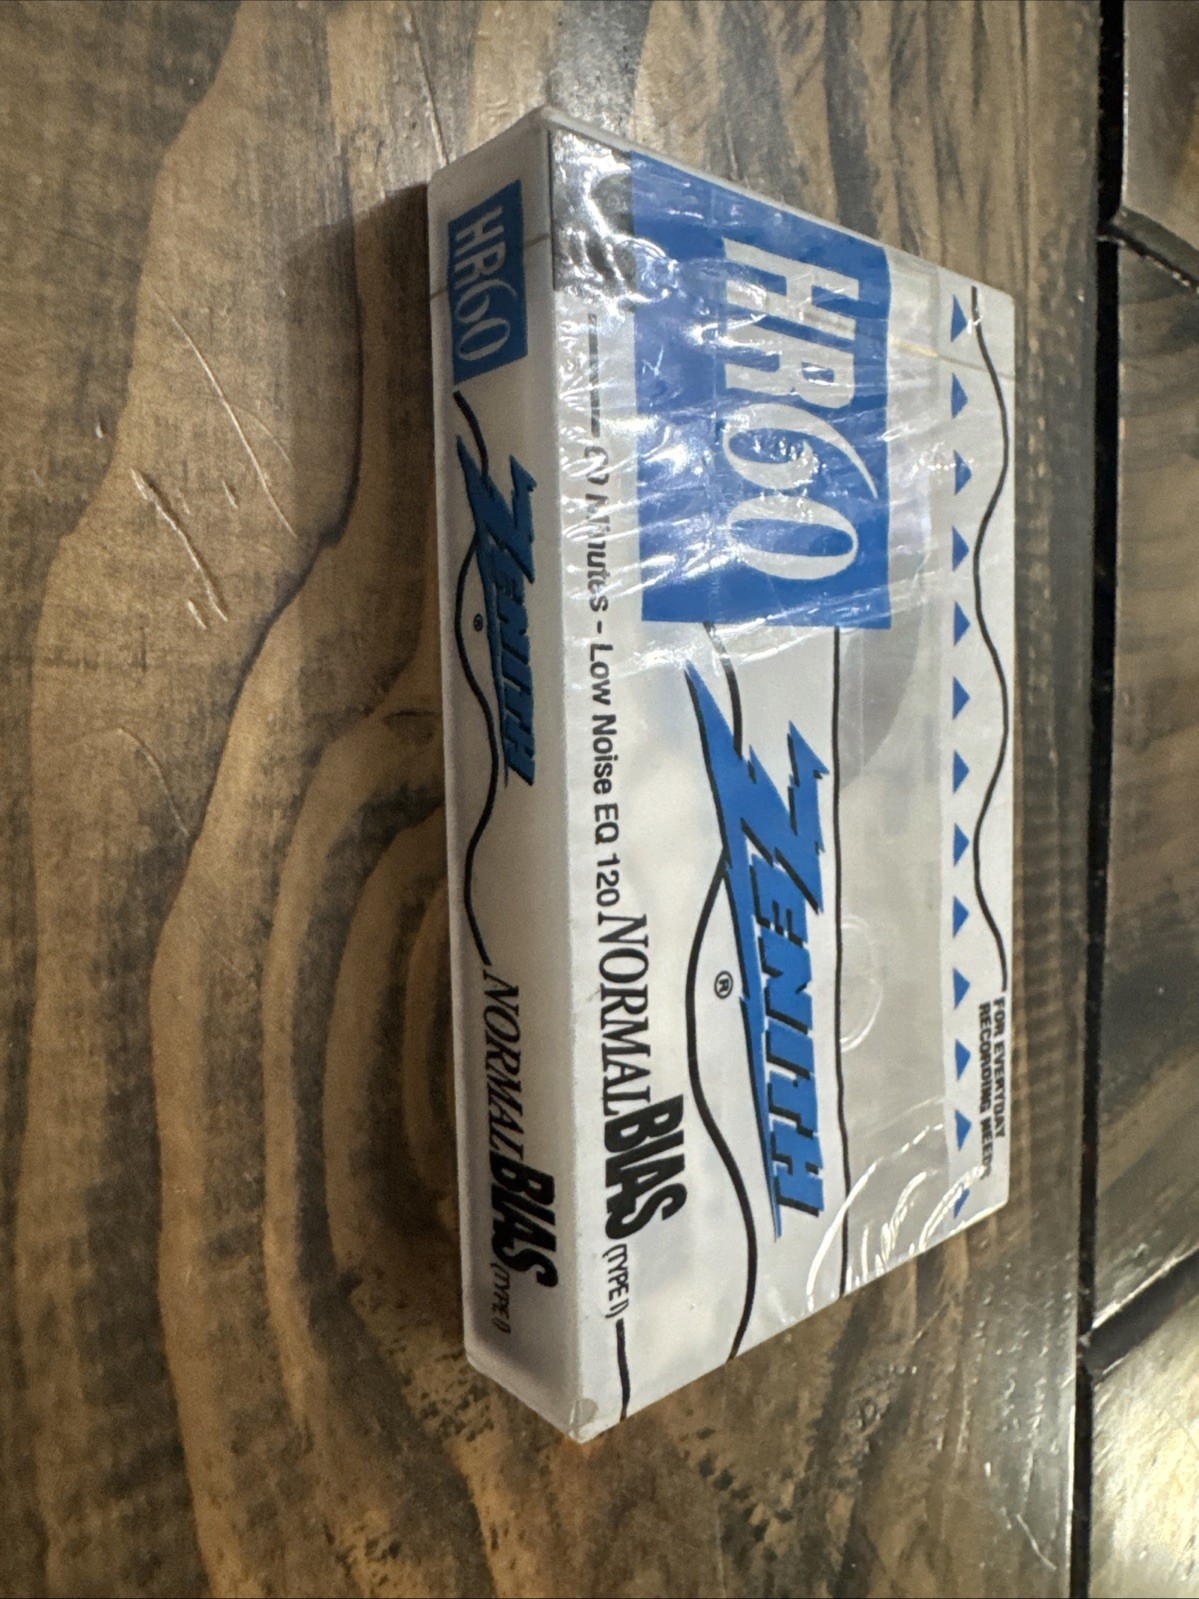 FOR EVERYDAY
RECORDING NEEDS
HR60
ZENITH
®
60 Minutes - Low Noise EQ 120 NORMAL BIAS (TYPE I)
HR60
ZENITH
®
NORMAL BIAS (TYPE I)